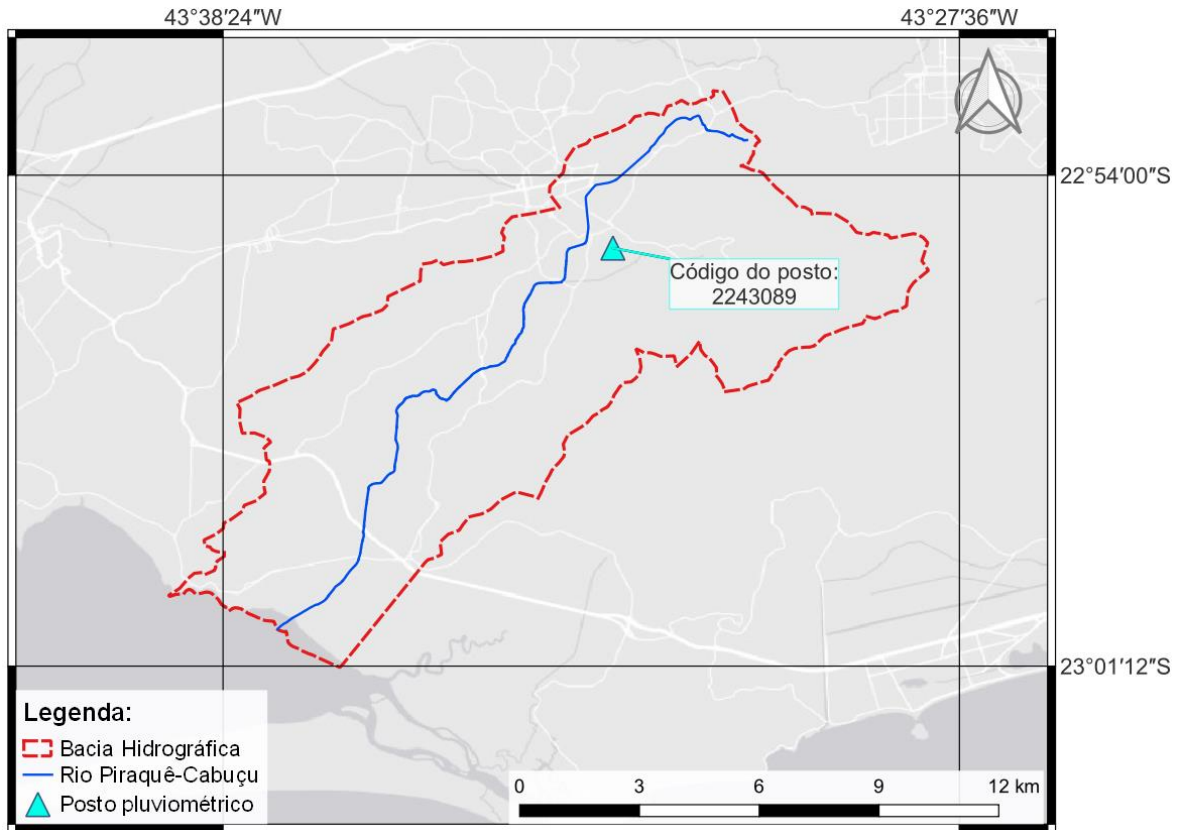 43°38′24″W
43°27′36″W
22°54′00″S
Código do posto:
2243089
23°01′12″S
Legenda:
Bacia Hidrográfica
Rio Piraquê-Cabuçu
Posto pluviométrico
0 3 6 9 12 km